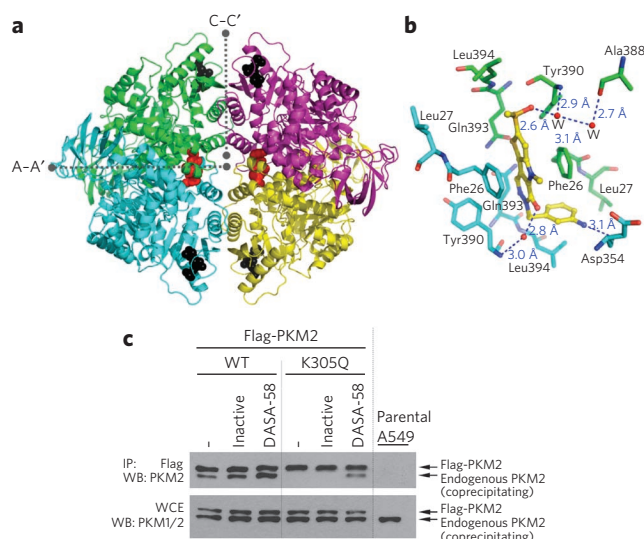 a
C–C′
A–A′
b
Leu394
Tyr390
Ala388
Leu27
2.9 Å
2.7 Å
2.6 Å
W
W
Gln393
3.1 Å
Phe26
Phe26
Leu27
Gln393
Tyr390
2.8 Å
3.1 Å
3.0 Å
Leu394
Asp354
c
Flag-PKM2
WT
K305Q
-
Inactive
DASA-58
-
Inactive
DASA-58
Parental
A549
IP: Flag
WB: PKM2
Flag-PKM2
Endogenous PKM2
(coprecipitating)
WCE
WB: PKM1/2
Flag-PKM2
Endogenous PKM2
(coprecipitating)